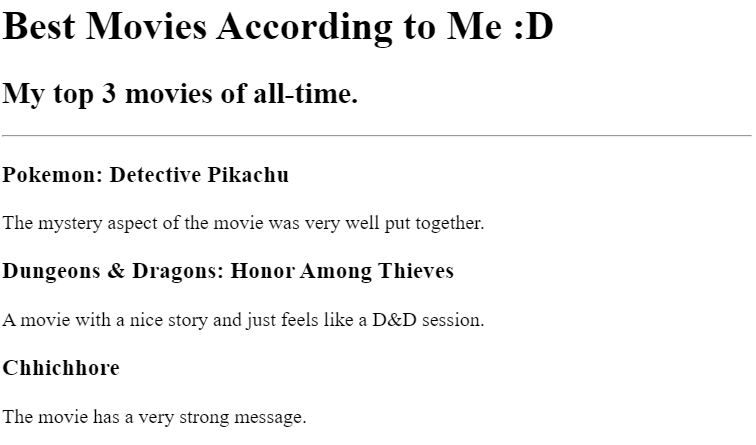 Best Movies According to Me :D
My top 3 movies of all-time.
Pokemon: Detective Pikachu
The mystery aspect of the movie was very well put together.
Dungeons & Dragons: Honor Among Thieves
A movie with a nice story and just feels like a D&D session.
Chhichhore
The movie has a very strong message.